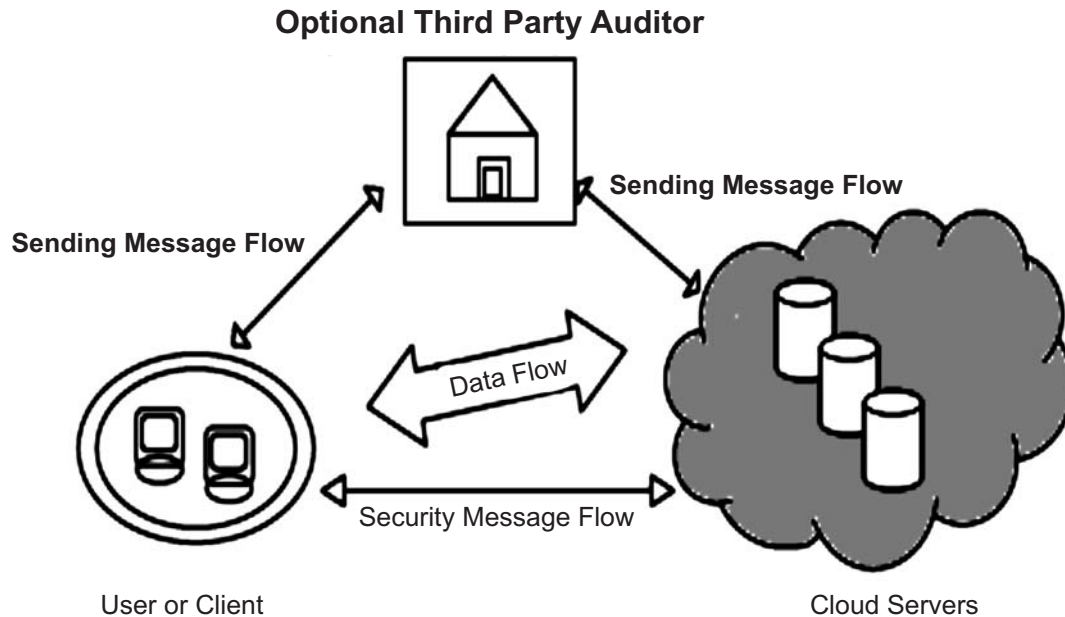 Optional Third Party Auditor
Sending Message Flow
Sending Message Flow
Data Flow
Security Message Flow
User or Client
Cloud Servers